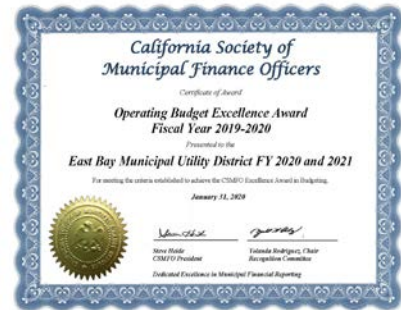 California Society of
Municipal Finance Officers
Certificate of Award
Operating Budget Excellence Award
Fiscal Year 2019-2020
Presented to the
East Bay Municipal Utility District FY 2020 and 2021
For meeting the criteria established to achieve the CSMFO Excellence Award in Budgeting.
January 31, 2020
Steve Heide
CSMFO President
Yolanda Rodriguez, Chair
Recognition Committee
Dedicated Excellence in Municipal Financial Reporting